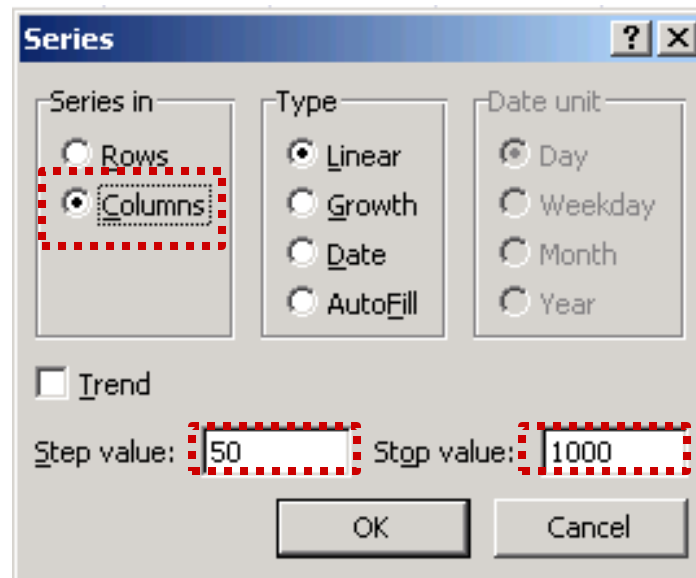 Series
Series in
Type
Date unit
Rows
Linear
Day
Columns
Growth
Weekday
Date
Month
AutoFill
Year
Trend
Step value: 50 Stop value: 1000
OK Cancel